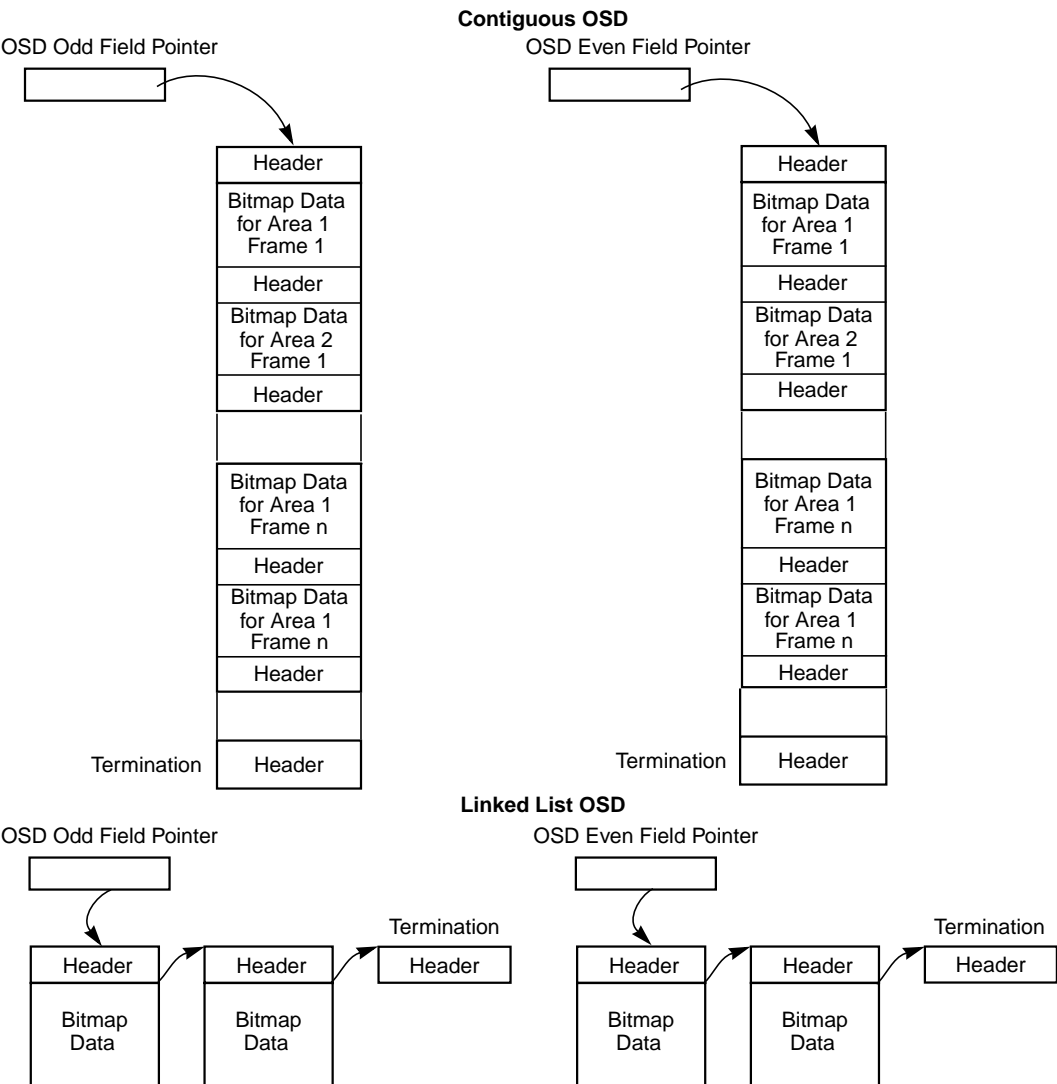 Contiguous OSD
OSD Odd Field Pointer
Header
Bitmap Data
for Area 1
Frame 1
Header
Bitmap Data
for Area 2
Frame 1
Header
Bitmap Data
for Area 1
Frame n
Header
Bitmap Data
for Area 1
Frame n
Header
Termination
Header
OSD Even Field Pointer
Header
Bitmap Data
for Area 1
Frame 1
Header
Bitmap Data
for Area 2
Frame 1
Header
Bitmap Data
for Area 1
Frame n
Header
Bitmap Data
for Area 1
Frame n
Header
Termination
Header
Linked List OSD
OSD Odd Field Pointer
Header
Bitmap
Data
Header
Bitmap
Data
Termination
Header
OSD Even Field Pointer
Header
Bitmap
Data
Header
Bitmap
Data
Termination
Header